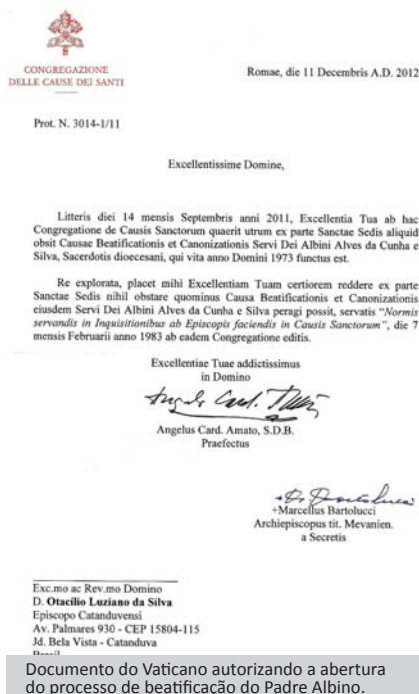 CONGREGAZIONE
DELLE CAUSE DEI SANTI
Romae, die 11 Decembris A.D. 2012
Prot. N. 3014-1/11
Excellentissime Domine,
Litteris diei 14 mensis Septembris anni 2011, Excellentia Tua ab hac
Congregatione de Causis Sanctorum quaerit utrum ex parte Sanctae Sedis aliquid
obsit Causae Beatificationis et Canonizationis Servi Dei Albini Alves da Cunha e
Silva, Sacerdotis dioecesani, qui vita anno Domini 1973 functus est.
Re explorata, placet mihi Excellentiam Tuam certiorem reddere ex parte
Sanctae Sedis nihil obstare quominus Causa Beatificationis et Canonizationis
eiusdem Servi Dei Albini Alves da Cunha e Silva peragi possit, servatis "Normis
servandis in Inquisitionibus ab Episcopis faciendis in Causis Sanctorum", die 7
mensis Februarii anno 1983 ab eadem Congregatione editis.
Excellentiae Tuae addictissimus
in Domino
Angelus Card. Amato, S.D.B.
Praefectus
+Marcellus Bartolucci
Archiepiscopus tit. Mevanien.
a Secretis
Exc.mo ac Rev.mo Domino
D. Otacílio Luziano da Silva
Episcopo Catanduvensi
Av. Palmares 930 - CEP 15804-115
Jd. Bela Vista - Catanduva
Documento do Vaticano autorizando a abertura
do processo de beatificação do Padre Albino.